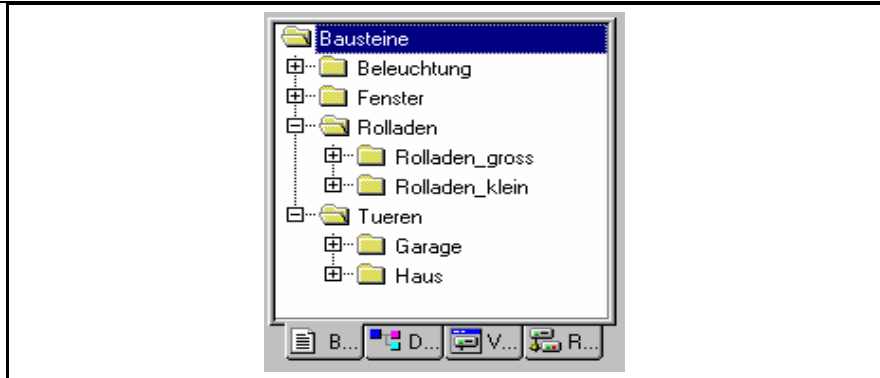 Bausteine
Beleuchtung
Fenster
Rolladen
Rolladen_gross
Rolladen_klein
Tueren
Garage
Haus
B... D... V... R...